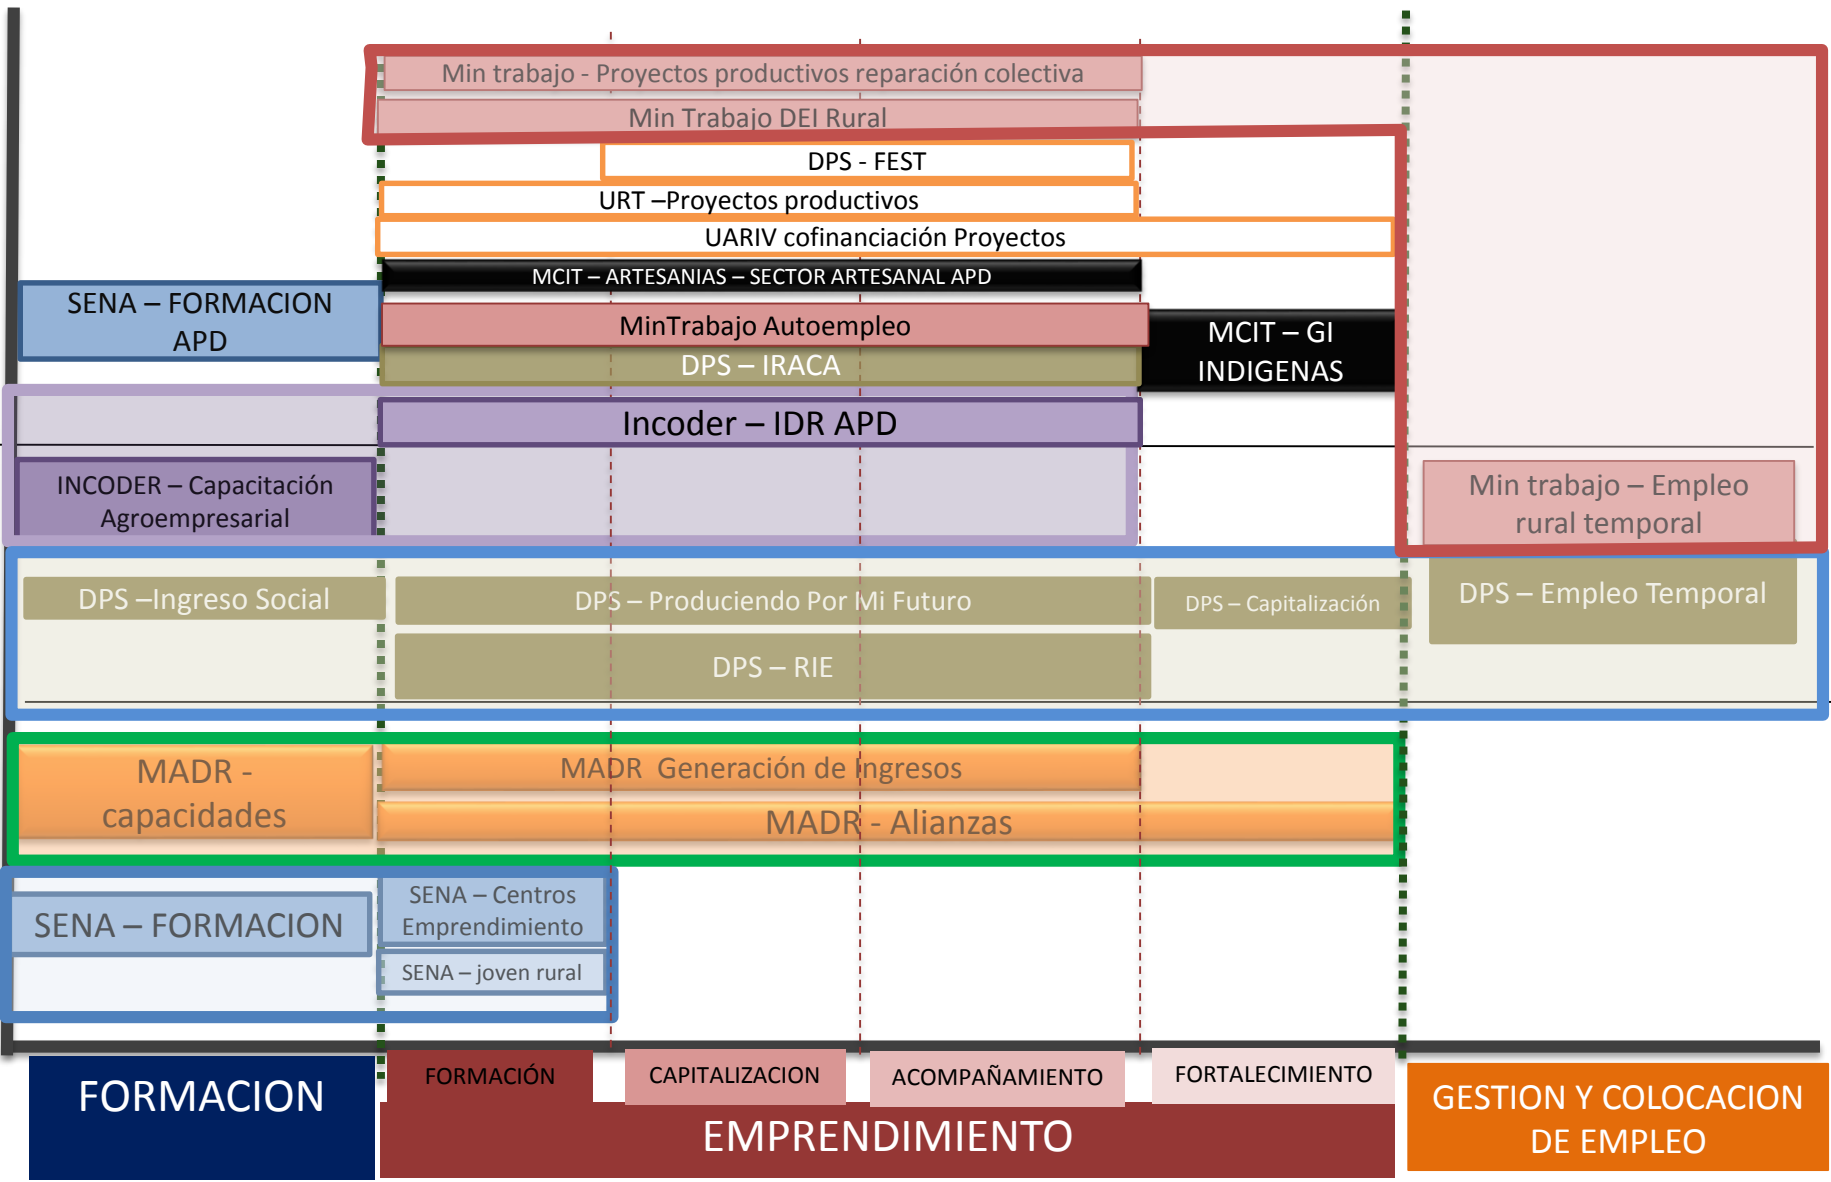 Min trabajo - Proyectos productivos reparación colectiva
Min Trabajo DEI Rural
DPS - FEST
URT –Proyectos productivos
UARIV cofinanciación Proyectos
MCIT – ARTESANIAS – SECTOR ARTESANAL APD
SENA – FORMACION
APD
MinTrabajo Autoempleo
MCIT – GI
INDIGENAS
DPS – IRACA
Incoder – IDR APD
INCODER – Capacitación
Agroempresarial
Min trabajo – Empleo
rural temporal
DPS –Ingreso Social
DPS – Produciendo Por Mi Futuro
DPS – Capitalización
DPS – Empleo Temporal
DPS – RIE
MADR -
capacidades
MADR  Generación de Ingresos
MADR - Alianzas
SENA – FORMACION
SENA – Centros
Emprendimiento
SENA – joven rural
FORMACION
FORMACIÓN
CAPITALIZACION
ACOMPAÑAMIENTO
FORTALECIMIENTO
EMPRENDIMIENTO
GESTION Y COLOCACION
DE EMPLEO